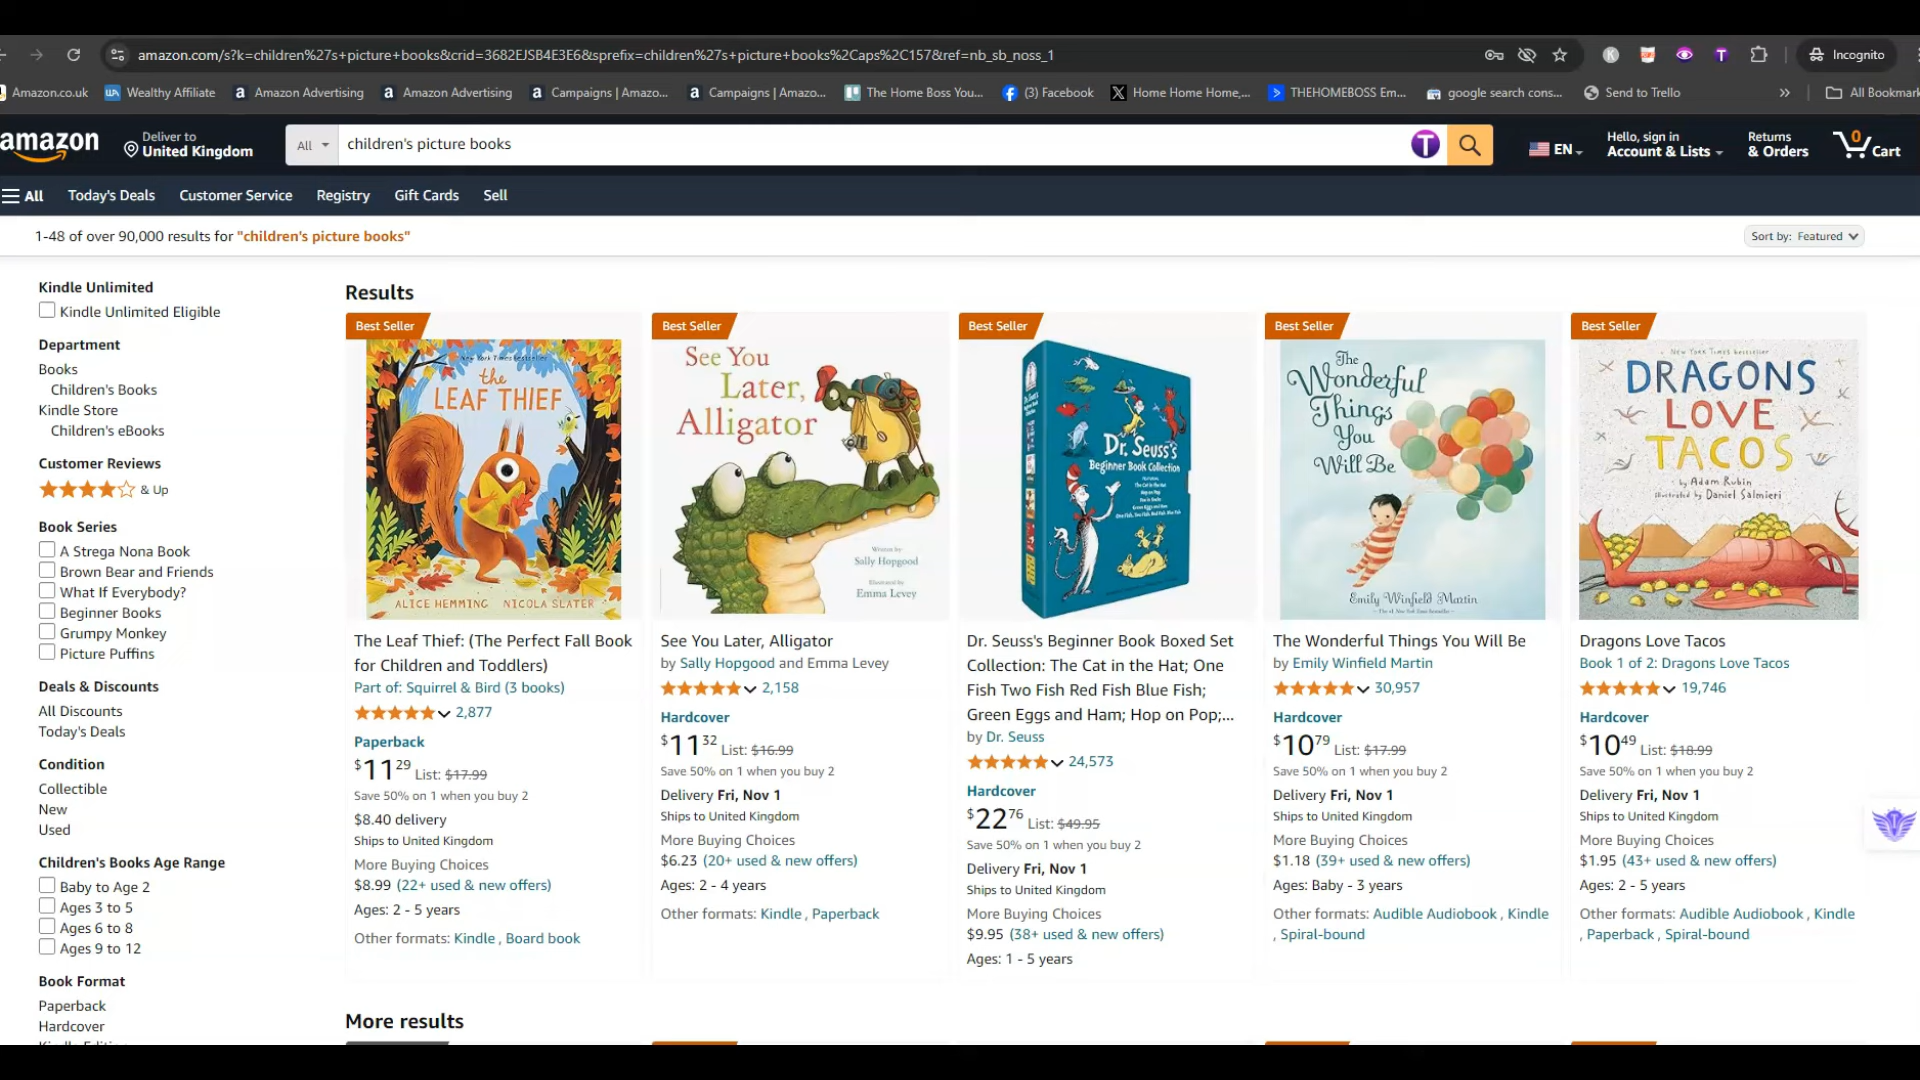 amazon.com/s?k=children%27s+picture+books&crid=3682EJSB4E3E6&sprefix=children%27s+picture+books%2Caps%2C157&ref=nb_sb_noss_1
Incognito
Amazon.co.uk
Wealthy Affiliate
Amazon Advertising
Amazon Advertising
Campaigns | Amazo...
Campaigns | Amazo...
The Home Boss You...
(3) Facebook
Home Home Home,...
THEHOMEBOSS Em...
google search cons...
Send to Trello
All Bookmark
amazon
Deliver to
United Kingdom
All
children's picture books
EN
Hello, sign in
Account & Lists
Returns
& Orders
0
Cart
All
Today's Deals
Customer Service
Registry
Gift Cards
Sell
1-48 of over 90,000 results for "children's picture books"
Sort by: Featured
Kindle Unlimited
Kindle Unlimited Eligible
Department
Books
Children's Books
Kindle Store
Children's eBooks
Customer Reviews
& Up
Book Series
A Strega Nona Book
Brown Bear and Friends
What If Everybody?
Beginner Books
Grumpy Monkey
Picture Puffins
Deals & Discounts
All Discounts
Today's Deals
Condition
Collectible
New
Used
Children's Books Age Range
Baby to Age 2
Ages 3 to 5
Ages 6 to 8
Ages 9 to 12
Book Format
Paperback
Hardcover
Results
Best Seller
New York Times bestseller
the
LEAF THIEF
ALICE HEMMING NICOLA SLATER
The Leaf Thief: (The Perfect Fall Book
for Children and Toddlers)
Part of: Squirrel & Bird (3 books)
2,877
Paperback
$11 29 List: $17.99
Save 50% on 1 when you buy 2
$8.40 delivery
Ships to United Kingdom
More Buying Choices
$8.99 (22+ used & new offers)
Ages: 2 - 5 years
Other formats: Kindle , Board book
Best Seller
See You
Later,
Alligator
Written by
Sally Hopgood
Illustrated by
Emma Levey
See You Later, Alligator
by Sally Hopgood and Emma Levey
2,158
Hardcover
$11 32 List: $16.99
Save 50% on 1 when you buy 2
Delivery Fri, Nov 1
Ships to United Kingdom
More Buying Choices
$6.23 (20+ used & new offers)
Ages: 2 - 4 years
Other formats: Kindle , Paperback
Best Seller
Dr. Seuss's
Beginner Book Collection
Dr. Seuss's Beginner Book Boxed Set
Collection: The Cat in the Hat; One
Fish Two Fish Red Fish Blue Fish;
Green Eggs and Ham; Hop on Pop;...
by Dr. Seuss
24,573
Hardcover
$22 76 List: $49.95
Save 50% on 1 when you buy 2
Delivery Fri, Nov 1
Ships to United Kingdom
More Buying Choices
$9.95 (38+ used & new offers)
Ages: 1 - 5 years
Best Seller
The
Wonderful
Things
You
Will Be
Emily Winfield Martin
The Wonderful Things You Will Be
by Emily Winfield Martin
30,957
Hardcover
$10 79 List: $17.99
Save 50% on 1 when you buy 2
Delivery Fri, Nov 1
Ships to United Kingdom
More Buying Choices
$1.18 (39+ used & new offers)
Ages: Baby - 3 years
Other formats: Audible Audiobook , Kindle
, Spiral-bound
Best Seller
New York Times bestseller
DRAGONS
LOVE
TACOS
by Adam Rubin
illustrated by Daniel Salmieri
Dragons Love Tacos
Book 1 of 2: Dragons Love Tacos
19,746
Hardcover
$10 49 List: $18.99
Save 50% on 1 when you buy 2
Delivery Fri, Nov 1
Ships to United Kingdom
More Buying Choices
$1.95 (43+ used & new offers)
Ages: 2 - 5 years
Other formats: Audible Audiobook , Kindle
, Paperback , Spiral-bound
More results